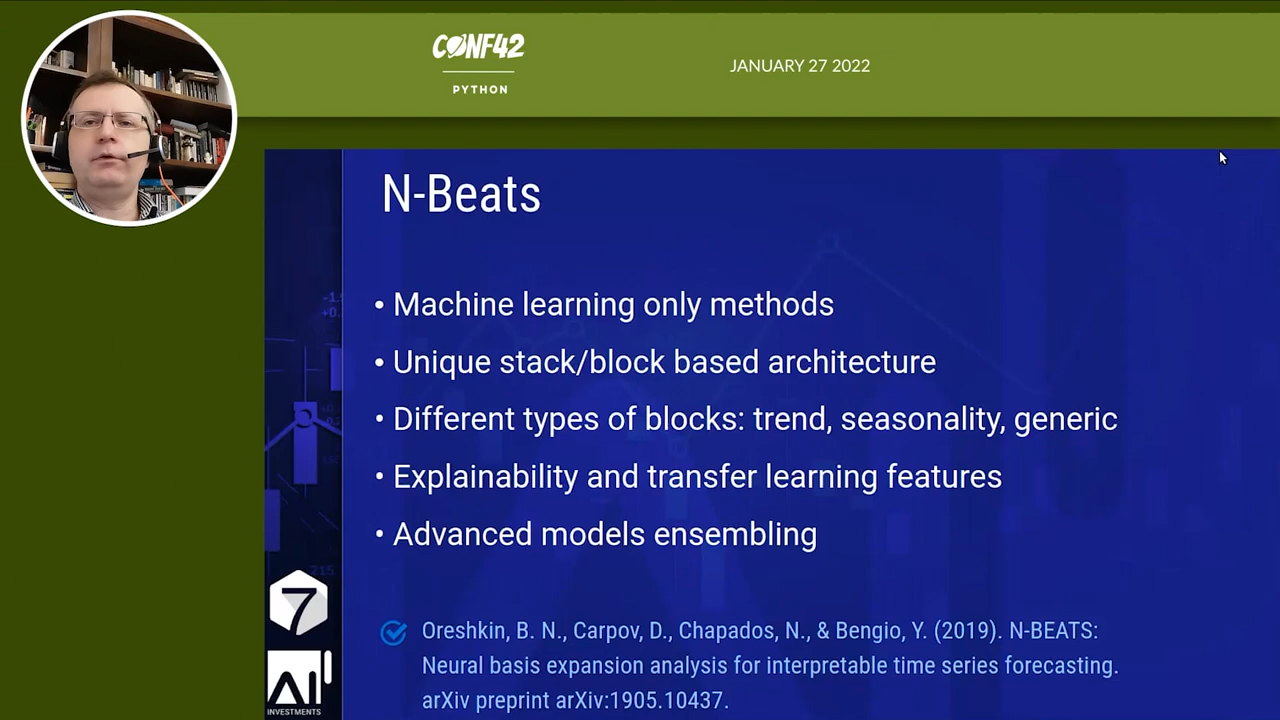 CONF42
PYTHON
JANUARY 27 2022
N-Beats
• Machine learning only methods
• Unique stack/block based architecture
• Different types of blocks: trend, seasonality, generic
• Explainability and transfer learning features
• Advanced models ensembling
215
7
AI
INVESTMENTS
Oreshkin, B. N., Carpov, D., Chapados, N., & Bengio, Y. (2019). N-BEATS:
Neural basis expansion analysis for interpretable time series forecasting.
arXiv preprint arXiv:1905.10437.